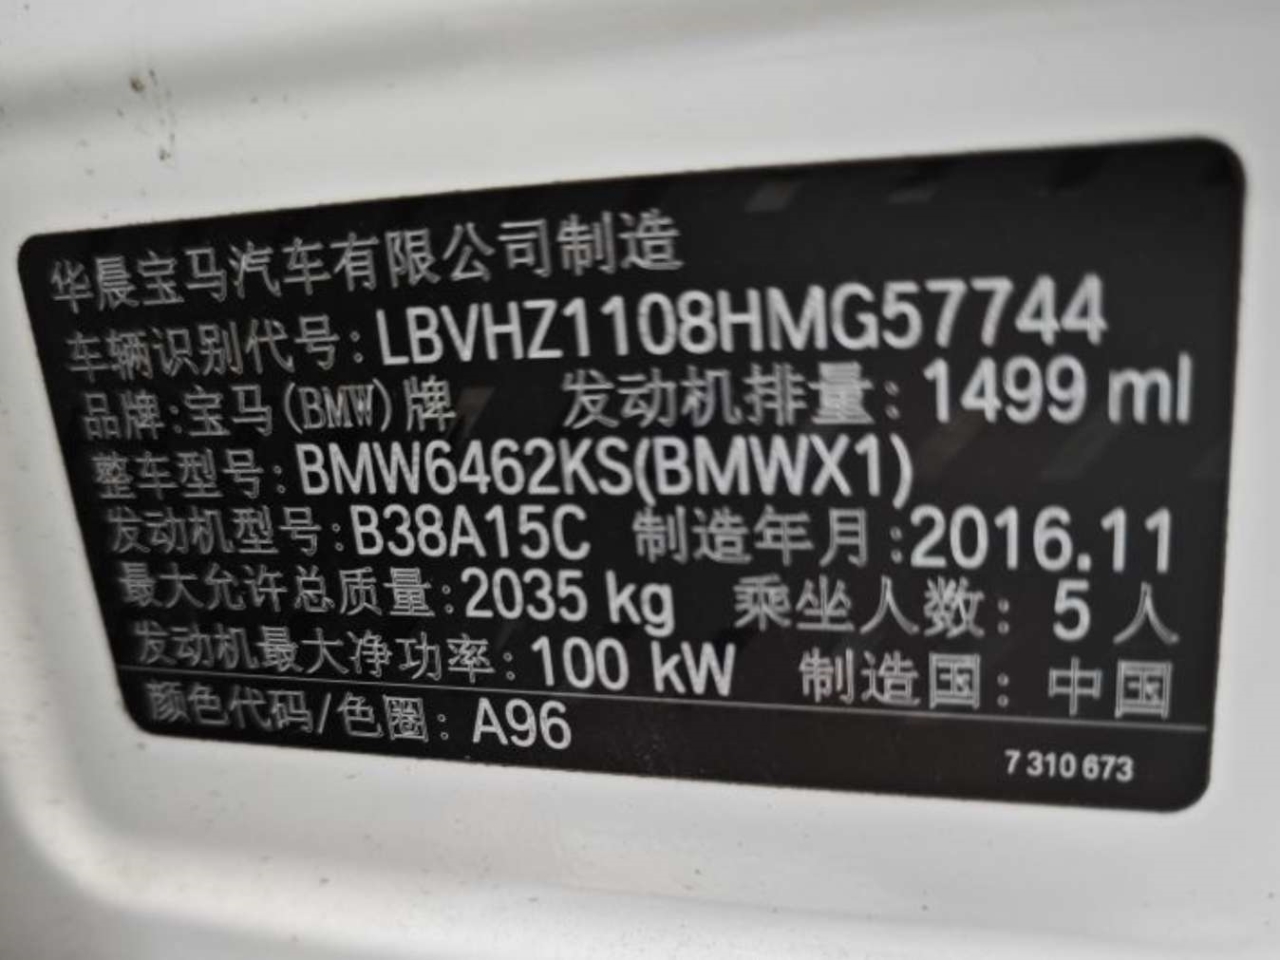 华晨宝马汽车有限公司制造
车辆识别代号:LBVHZ1108HMG57744
品牌:宝马(BMW)牌 发动机排量:1499 ml
整车型号:BMW6462KS(BMWX1)
发动机型号:B38A15C 制造年月:2016.11
最大允许总质量:2035 kg 乘坐人数:5 人
发动机最大净功率:100 kW 制造国:中国
颜色代码/色圈:A96
7 310 673